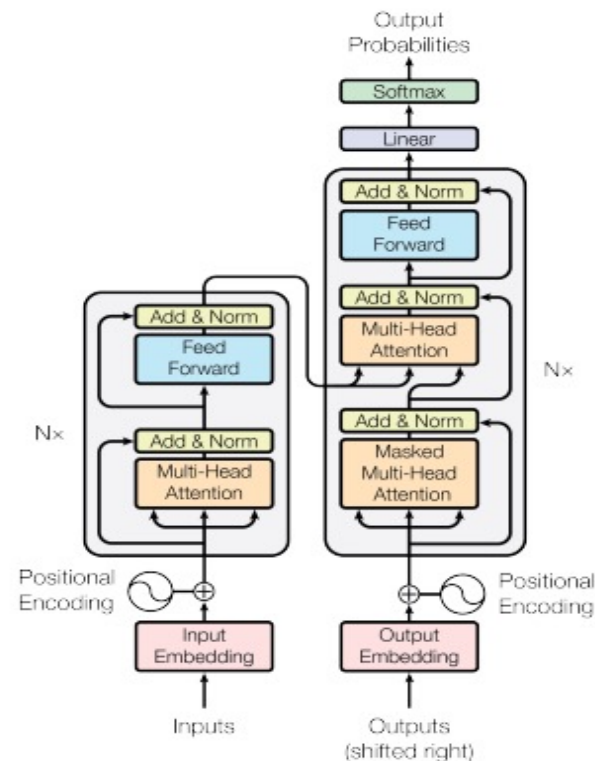 Output
Probabilities
Softmax
Linear
Add & Norm
Feed
Forward
Add & Norm
Multi-Head
Attention
Add & Norm
Masked
Multi-Head
Attention
N×
Add & Norm
Feed
Forward
Add & Norm
Multi-Head
Attention
N×
Positional
Encoding
Positional
Encoding
Input
Embedding
Output
Embedding
Inputs
Outputs
(shifted right)